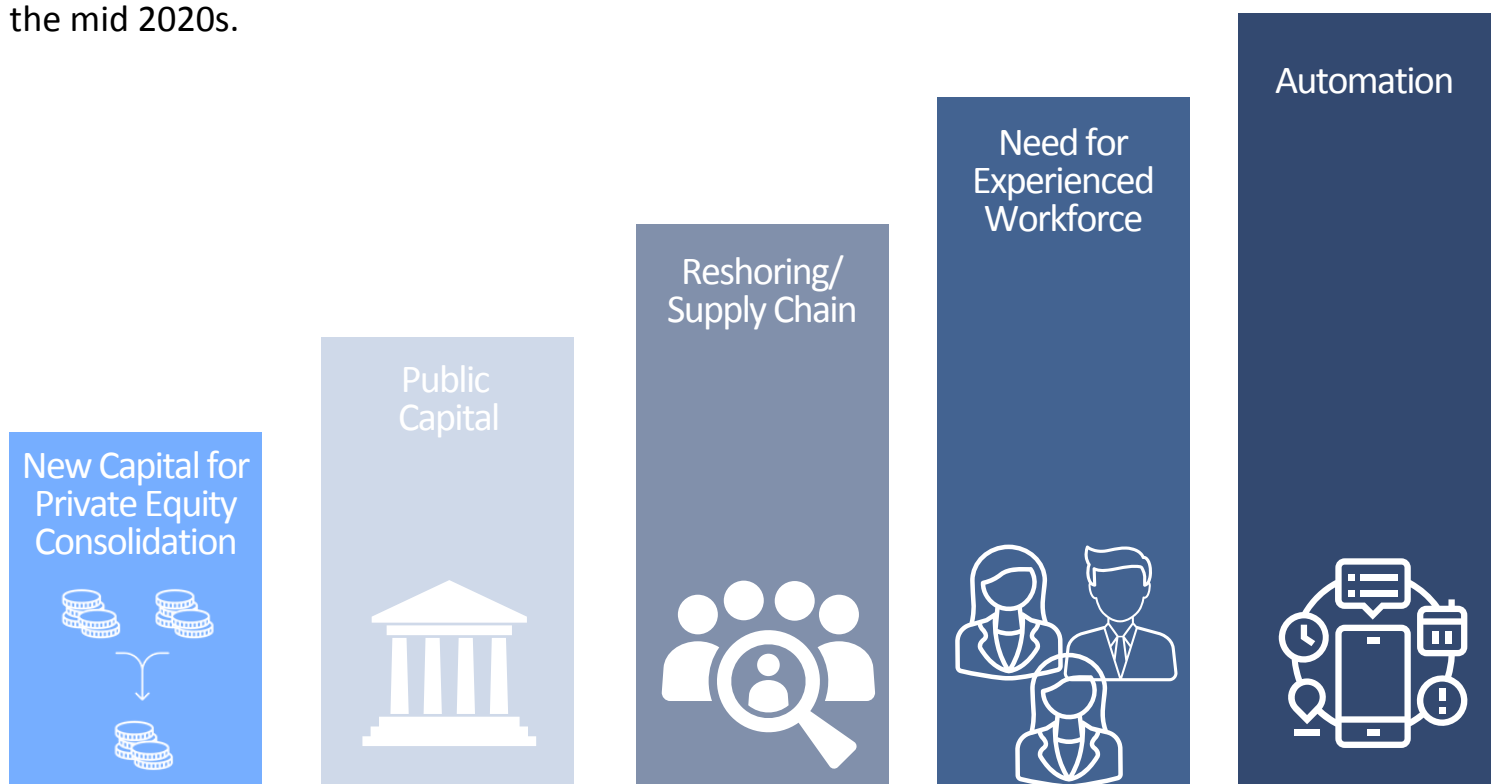 the mid 2020s.
New Capital for
Private Equity
Consolidation
Public
Capital
Reshoring/
Supply Chain
Need for
Experienced
Workforce
Automation